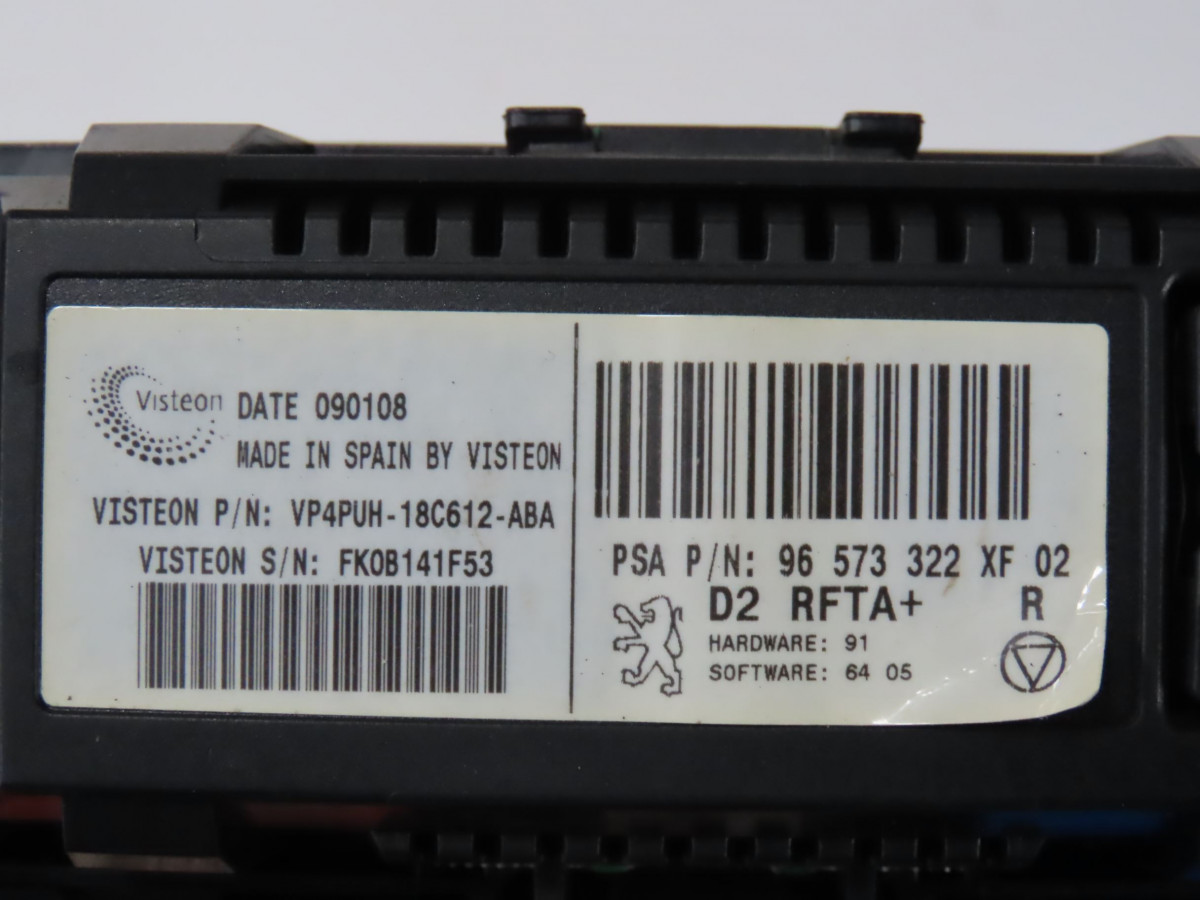 Visteon
DATE 090108
MADE IN SPAIN BY VISTEON
VISTEON P/N: VP4PUH-18C612-ABA
VISTEON S/N: FK0B141F53
PSA P/N: 96 573 322 XF 02
D2 RFTA+ R
HARDWARE: 91
SOFTWARE: 64 05